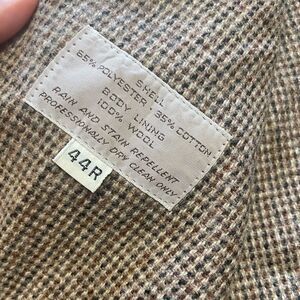 SHELL
65% POLYESTER 35% COTTON
BODY LINING
100% WOOL
RAIN AND STAIN REPELLENT
PROFESSIONALLY DRY CLEAN ONLY
44R